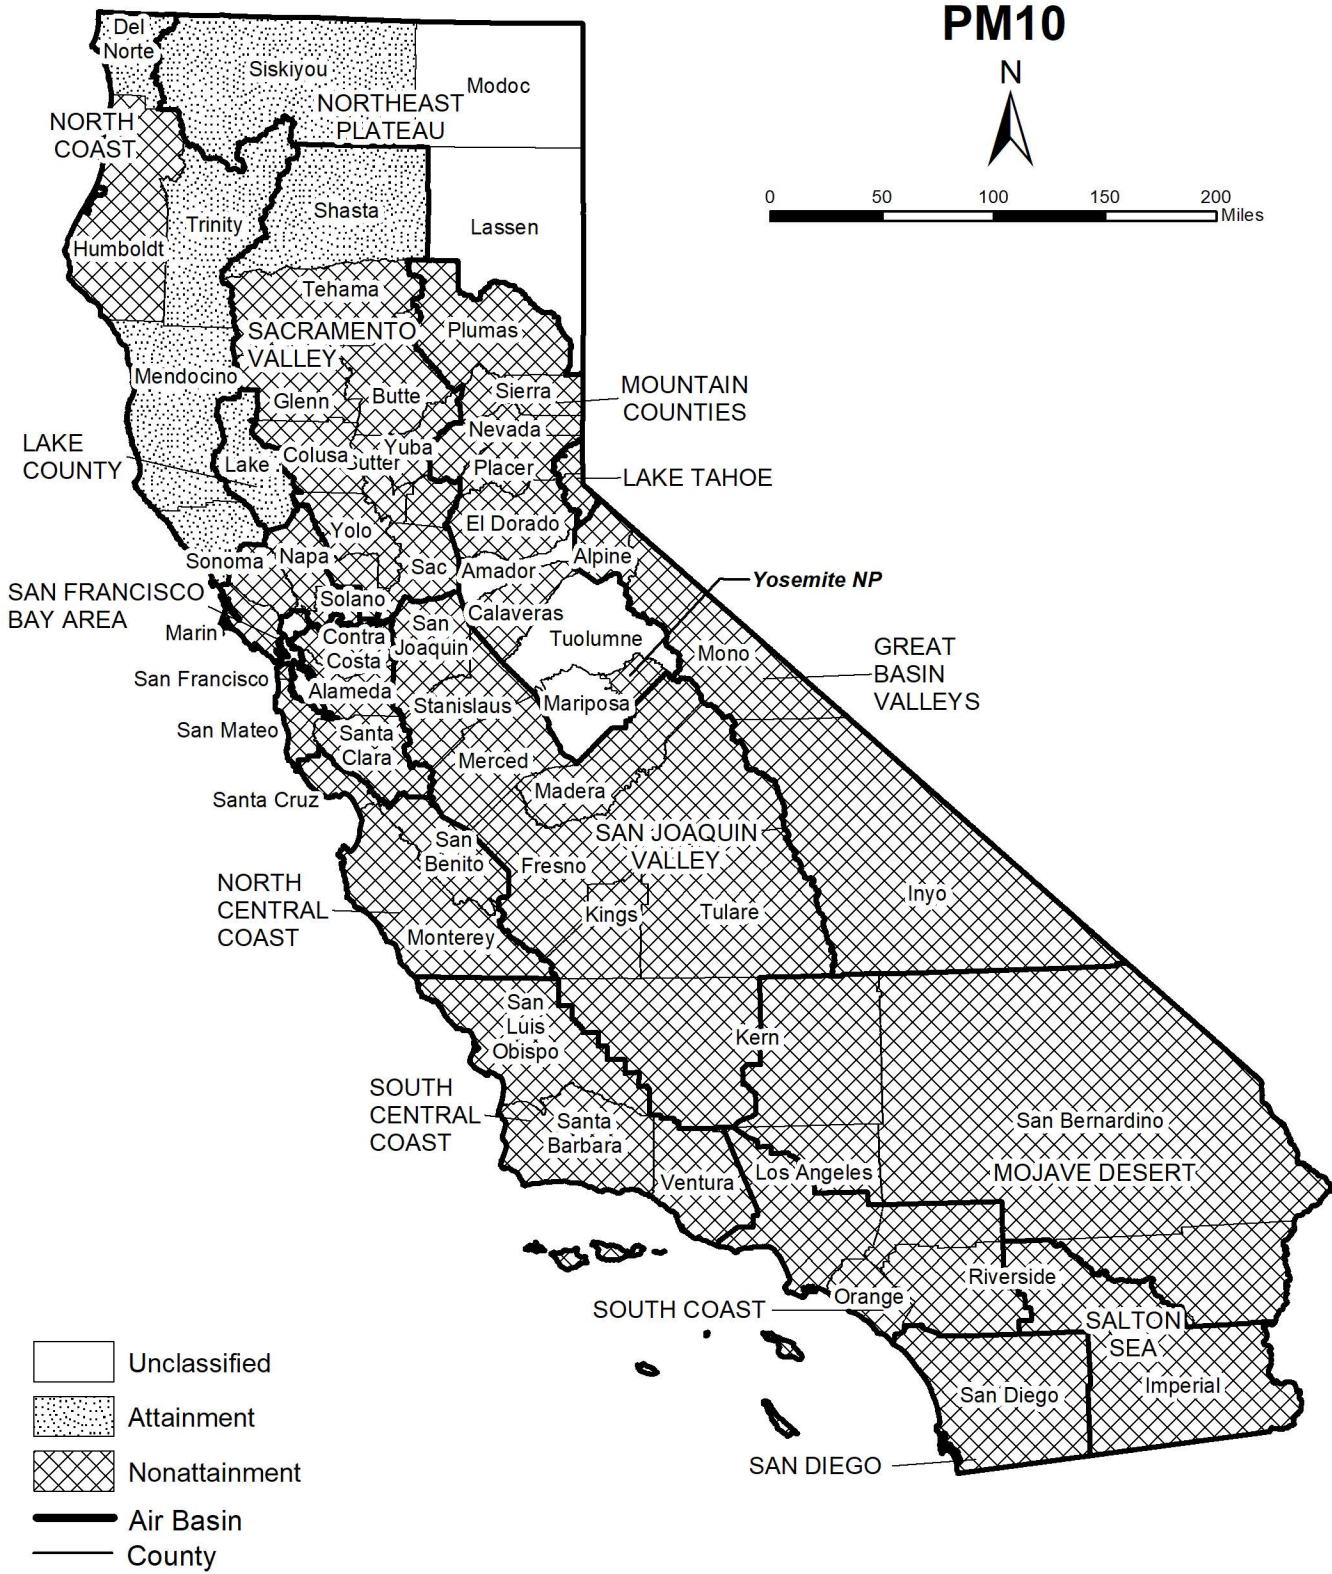 PM10
N
0 50 100 150 200
Miles
Del
Norte
Siskiyou
Modoc
NORTHEAST
PLATEAU
NORTH
COAST
Trinity
Shasta
Lassen
Humboldt
Tehama
SACRAMENTO
VALLEY
Plumas
Mendocino
Glenn
Butte
Sierra
MOUNTAIN
COUNTIES
Nevada
LAKE
COUNTY
Lake
Colusa
Sutter
Yuba
Placer
LAKE TAHOE
Yolo
El Dorado
Sonoma
Napa
Sac
Amador
Alpine
Yosemite NP
SAN FRANCISCO
BAY AREA
Solano
Marin
Calaveras
Contra
Costa
San
Joaquin
Tuolumne
Mono
GREAT
BASIN
VALLEYS
San Francisco
Alameda
Stanislaus
Mariposa
San Mateo
Santa
Clara
Merced
Santa Cruz
Madera
San
Benito
SAN JOAQUIN
VALLEY
Fresno
NORTH
CENTRAL
COAST
Kings
Tulare
Inyo
Monterey
San
Luis
Obispo
Kern
SOUTH
CENTRAL
COAST
Santa
Barbara
San Bernardino
Ventura
Los Angeles
MOJAVE DESERT
Riverside
Orange
SOUTH COAST
SALTON
SEA
San Diego
Imperial
SAN DIEGO
Unclassified
Attainment
Nonattainment
Air Basin
County